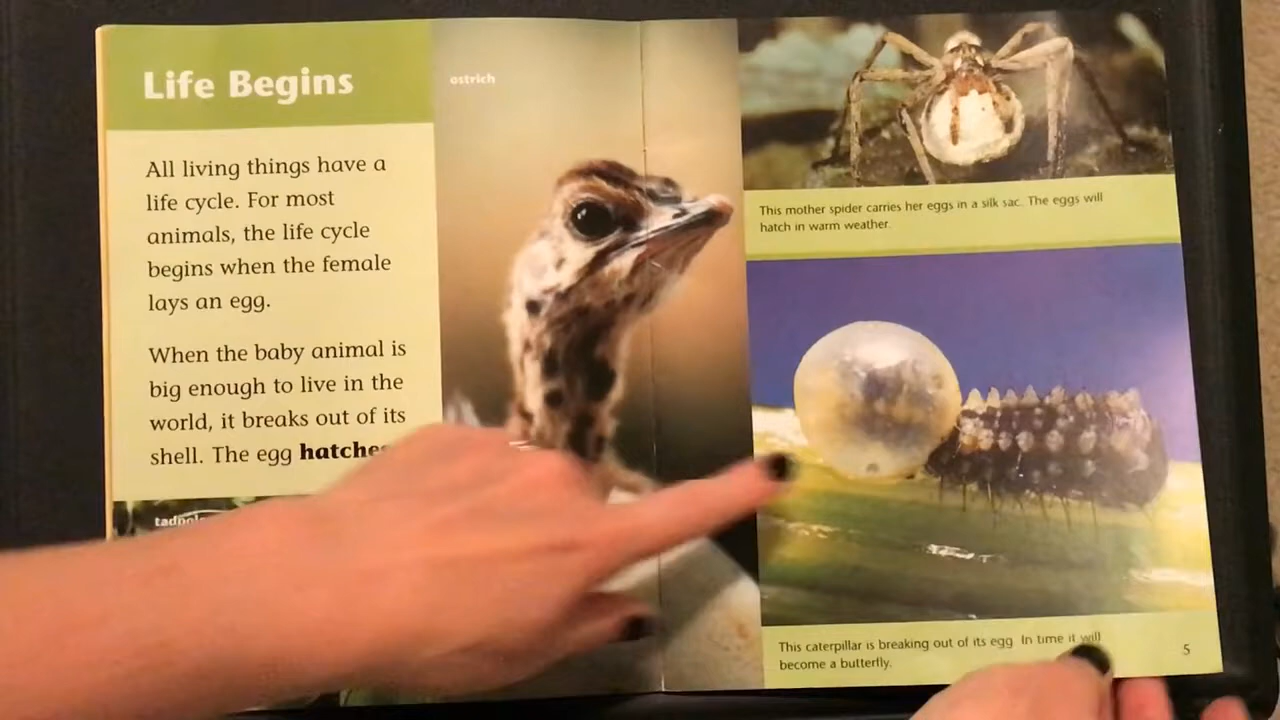 Life Begins
All living things have a
life cycle. For most
animals, the life cycle
begins when the female
lays an egg.
When the baby animal is
big enough to live in the
world, it breaks out of its
shell. The egg
ostrich
This mother spider carries her eggs in a silk sac. The eggs will
hatch in warm weather.
This caterpillar is breaking out of its egg. In time it will
become a butterfly.
5